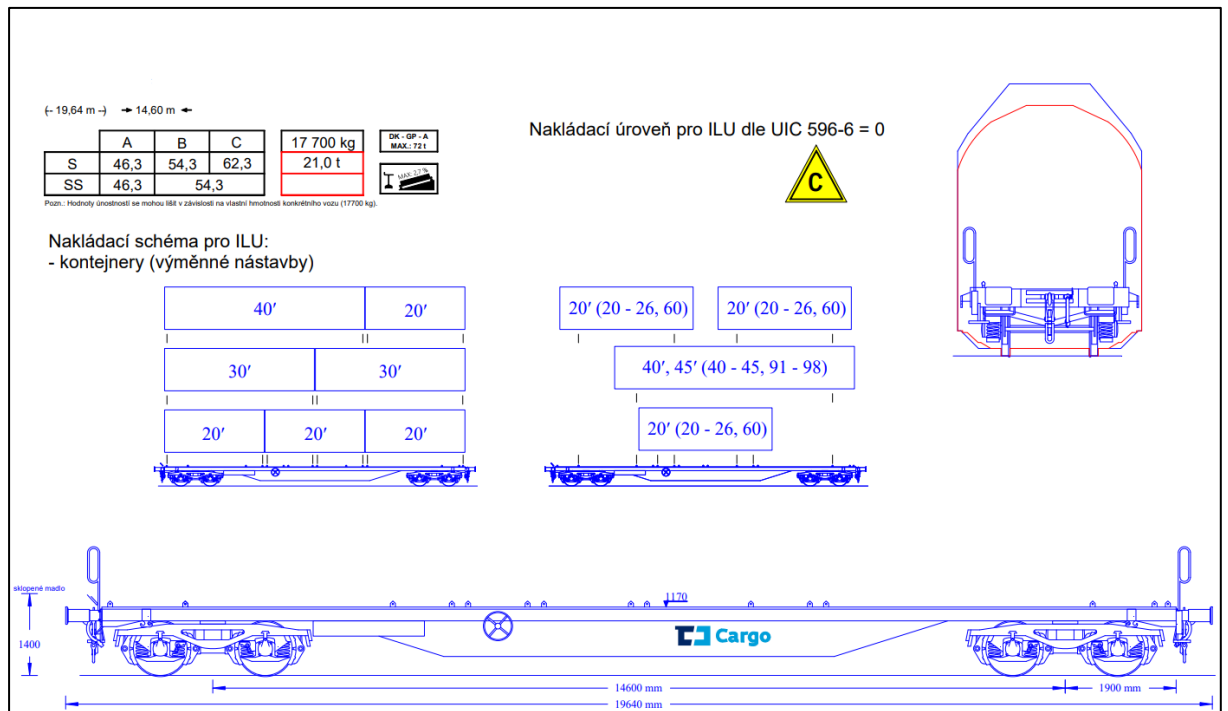 (- 19,64 m -) → 14,60 m ←
A B C 17 700 kg
S 46,3 54,3 62,3 21,0 t
SS 46,3 54,3
DK - GP - A
MAX.: 72 t
MAX. 2,7 %
Pozn.: Hodnoty únostností se mohou lišit v závislosti na vlastní hmotnosti konkrétního vozu (17700 kg).
Nakládací úroveň pro ILU dle UIC 596-6 = 0
C
Nakládací schéma pro ILU:
- kontejnery (výměnné nástavby)
40′ 20′
30′ 30′
20′ 20′ 20′
20′ (20 - 26, 60) 20′ (20 - 26, 60)
40′, 45′ (40 - 45, 91 - 98)
20′ (20 - 26, 60)
sklopené madlo
1400
1170
Cargo
14600 mm
1900 mm
19640 mm